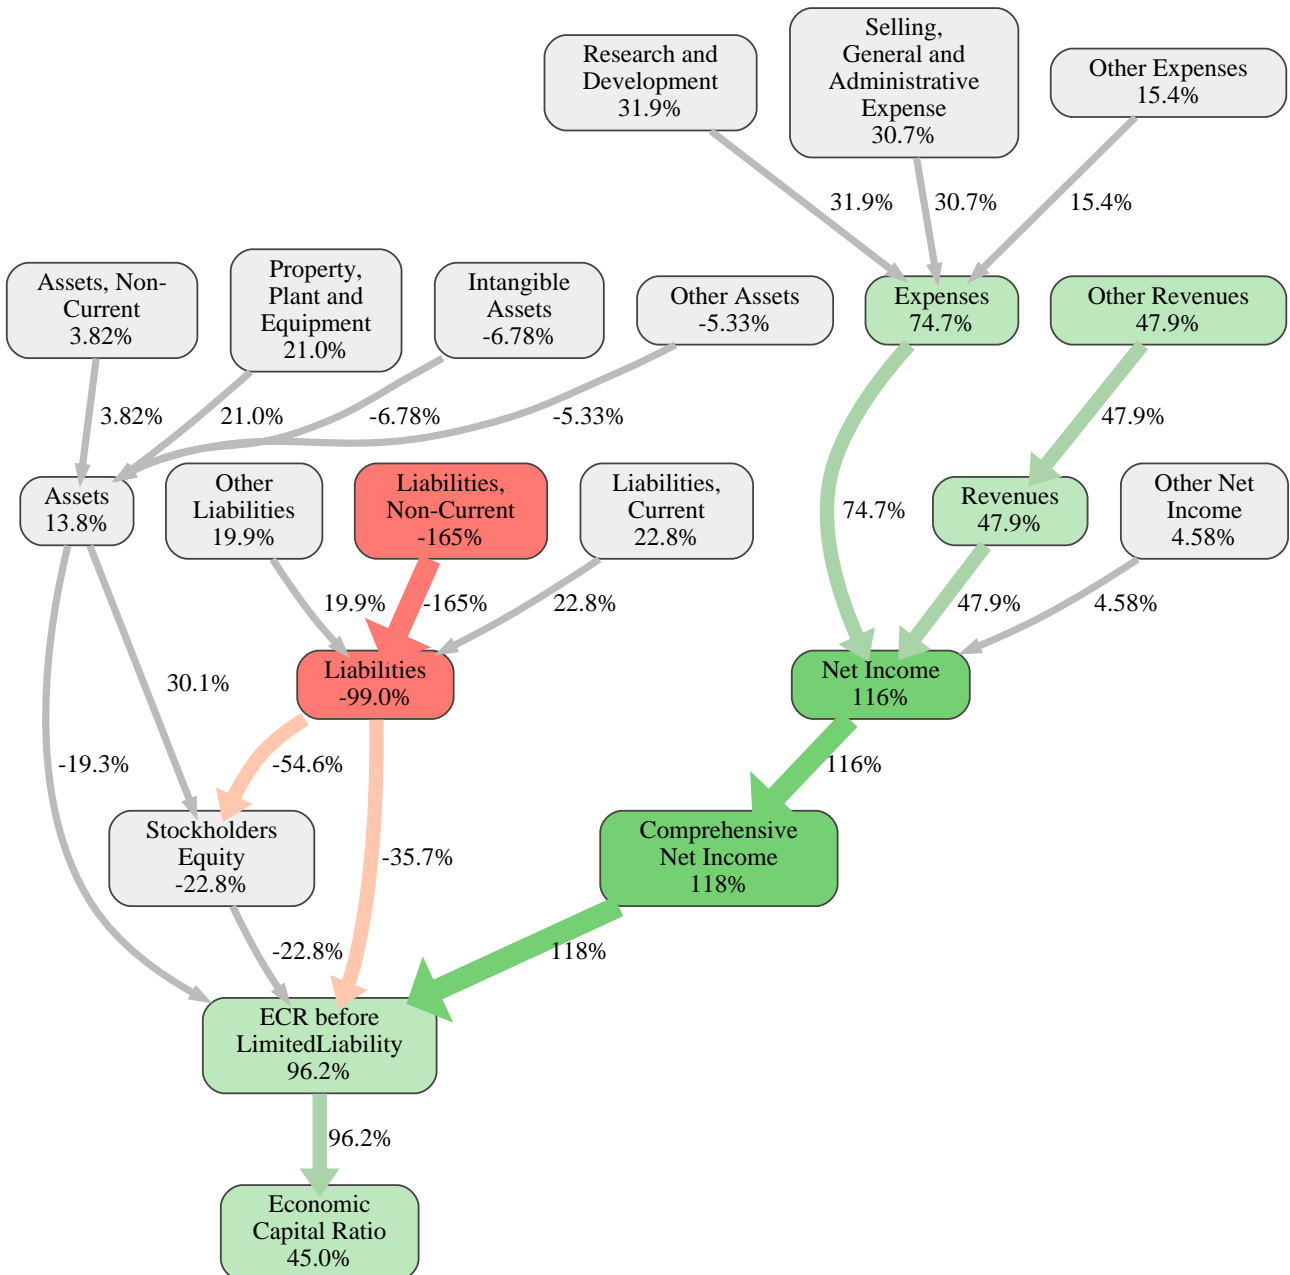 Research and
Development
31.9%
Selling,
General and
Administrative
Expense
30.7%
Other Expenses
15.4%
31.9%
30.7%
15.4%
Assets, Non-
Current
3.82%
Property,
Plant and
Equipment
21.0%
Intangible
Assets
-6.78%
Other Assets
-5.33%
Expenses
74.7%
Other Revenues
47.9%
3.82%
21.0%
-6.78%
-5.33%
47.9%
Assets
13.8%
Other
Liabilities
19.9%
Liabilities,
Non-Current
-165%
Liabilities,
Current
22.8%
74.7%
Revenues
47.9%
Other Net
Income
4.58%
19.9%
-165%
22.8%
47.9%
4.58%
30.1%
Liabilities
-99.0%
Net Income
116%
-19.3%
-54.6%
116%
Stockholders
Equity
-22.8%
-35.7%
Comprehensive
Net Income
118%
-22.8%
118%
ECR before
LimitedLiability
96.2%
96.2%
Economic
Capital Ratio
45.0%